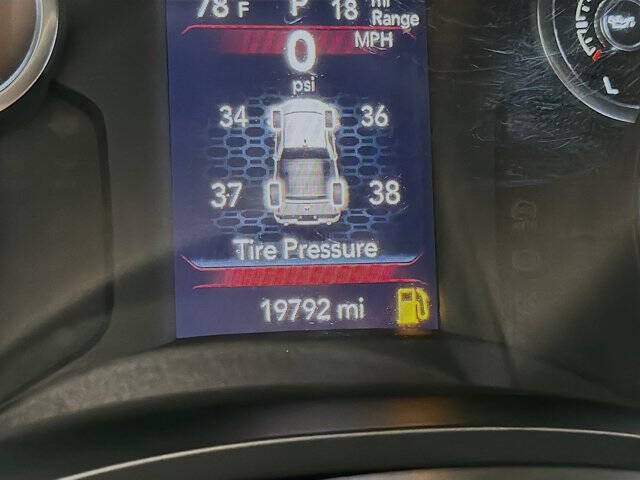 78 F P 18 mi
Range
0 MPH
psi
34 36
37 38
Tire Pressure
19792 mi
L